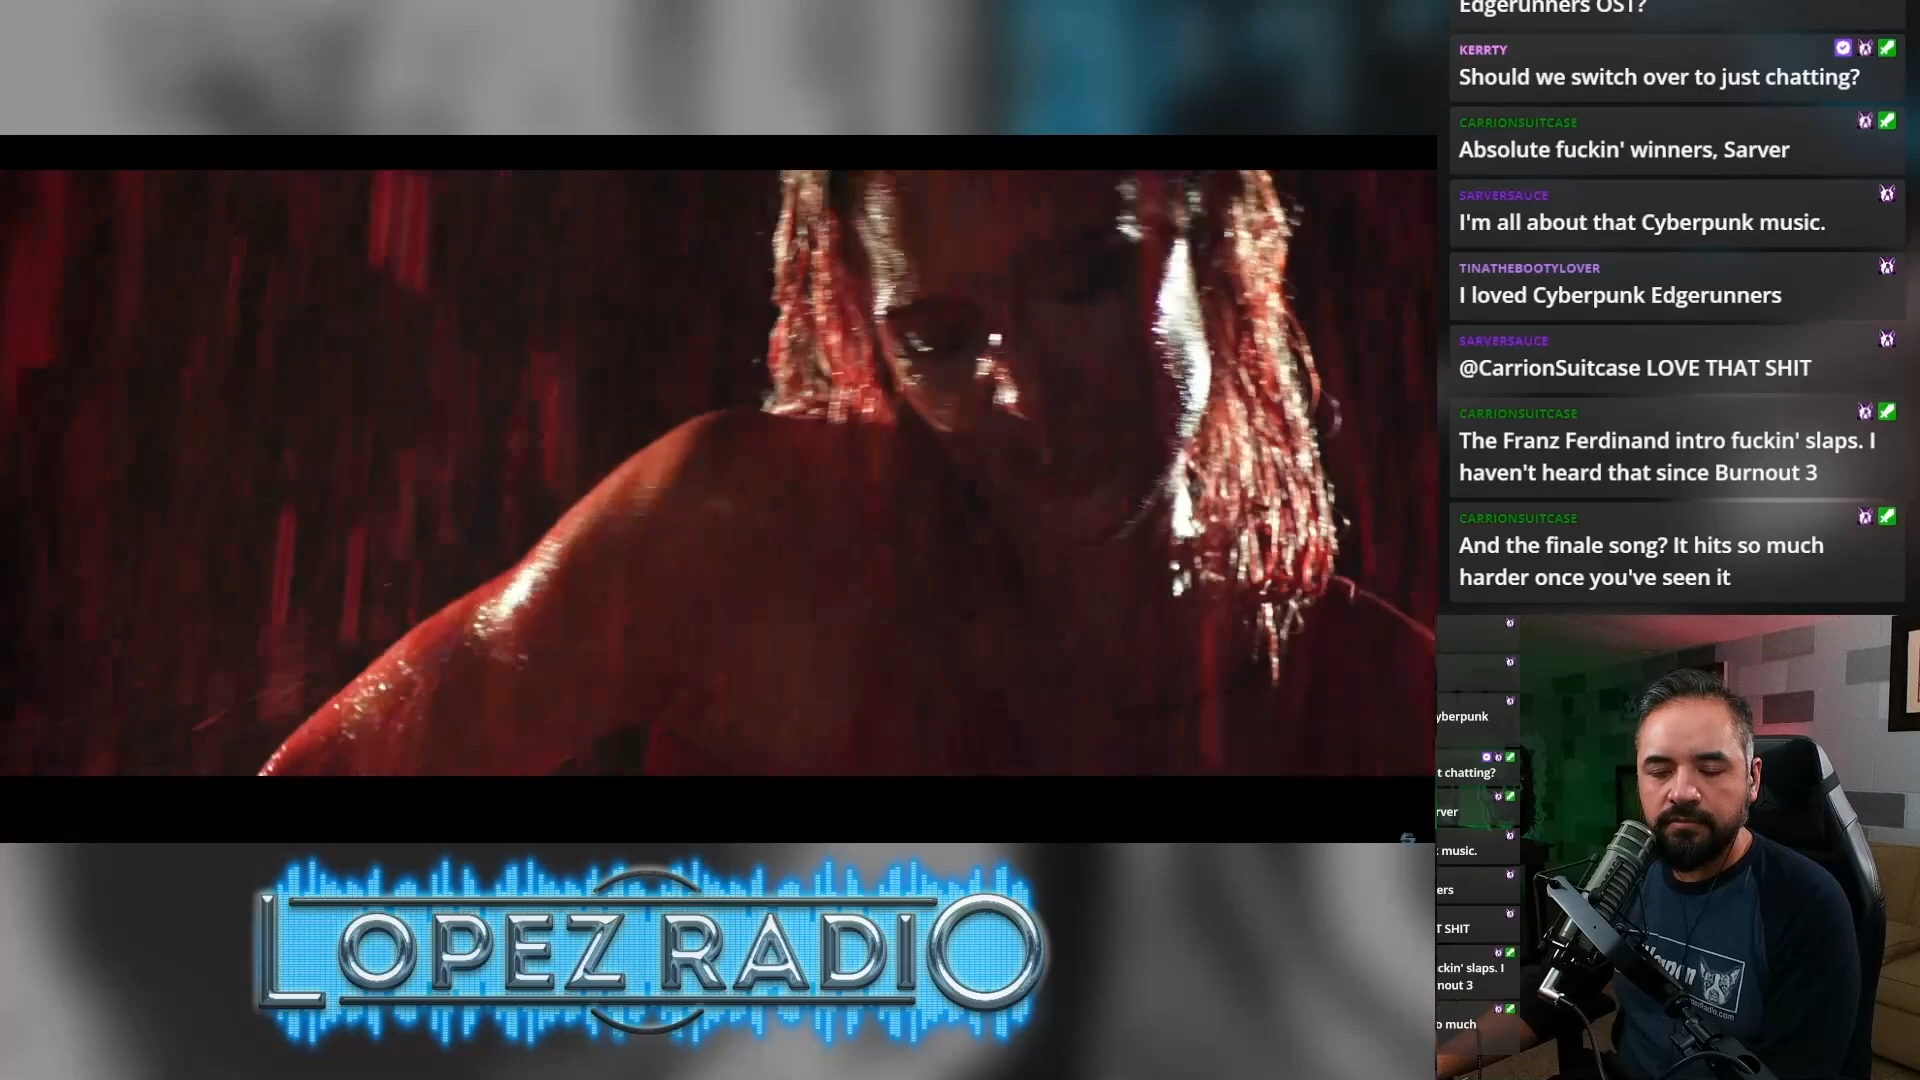 Edgerunners OST?
KERRTY
Should we switch over to just chatting?
CARRIONSUITCASE
Absolute fuckin' winners, Sarver
SARVERSAUCE
I'm all about that Cyberpunk music.
TINATHEBOOTYLOVER
I loved Cyberpunk Edgerunners
SARVERSAUCE
@CarrionSuitcase LOVE THAT SHIT
CARRIONSUITCASE
The Franz Ferdinand intro fuckin' slaps. I
haven't heard that since Burnout 3
CARRIONSUITCASE
And the finale song? It hits so much
harder once you've seen it
yberpunk
t chatting?
rver
music.
ers
T SHIT
ckin' slaps. I
nout 3
o much
LOPEZ RADIO